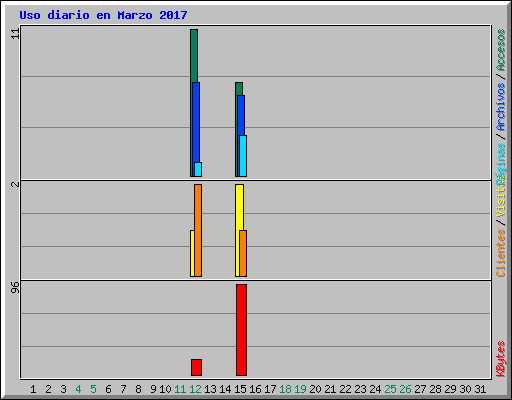 Uso diario en Marzo 2017
11
2
96
Accesos / Archivos / Páginas
Visitas / Clientes
KBytes
1 2 3 4 5 6 7 8 9 10 11 12 13 14 15 16 17 18 19 20 21 22 23 24 25 26 27 28 29 30 31